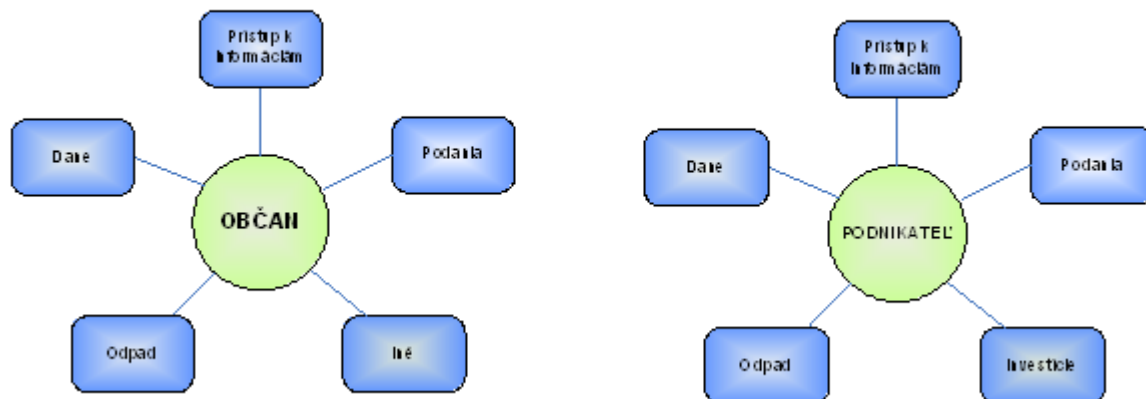 Prístup k
informáciám
Dane
Podania
OBČAN
Odpad
Iné
Prístup k
informáciám
Dane
Podania
PODNIKATEĽ
Odpad
Investície